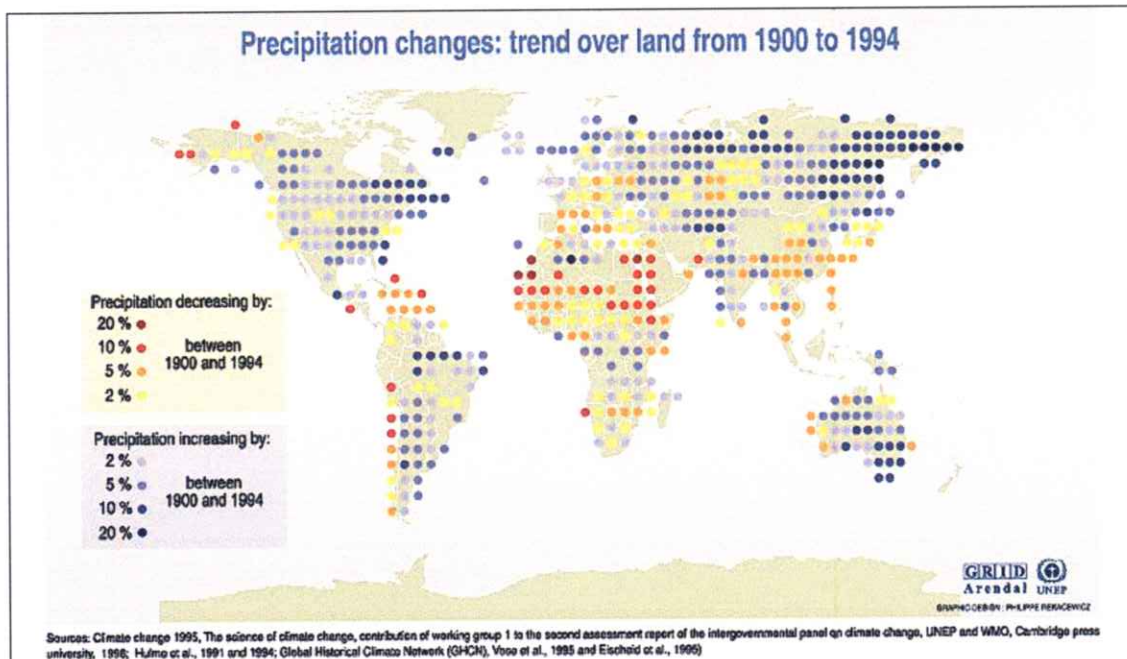 Precipitation changes: trend over land from 1900 to 1994
Precipitation decreasing by:
20 %
10 %
5 %
2 %
between
1900 and 1994
Precipitation increasing by:
2 %
5 %
10 %
20 %
between
1900 and 1994
GRID
Arendal
UNEP
GRAPHIC DESIGN : PHILIPPE REKACEWICZ
Sources: Climate change 1995, The science of climate change, contribution of working group 1 to the second assessment report of the intergovernmental panel on climate change, UNEP and WMO, Cambridge press
university, 1996; Hulme et al., 1991 and 1994; Global Historical Climate Network (GHCN), Vose et al., 1995 and Eischeid et al., 1995)